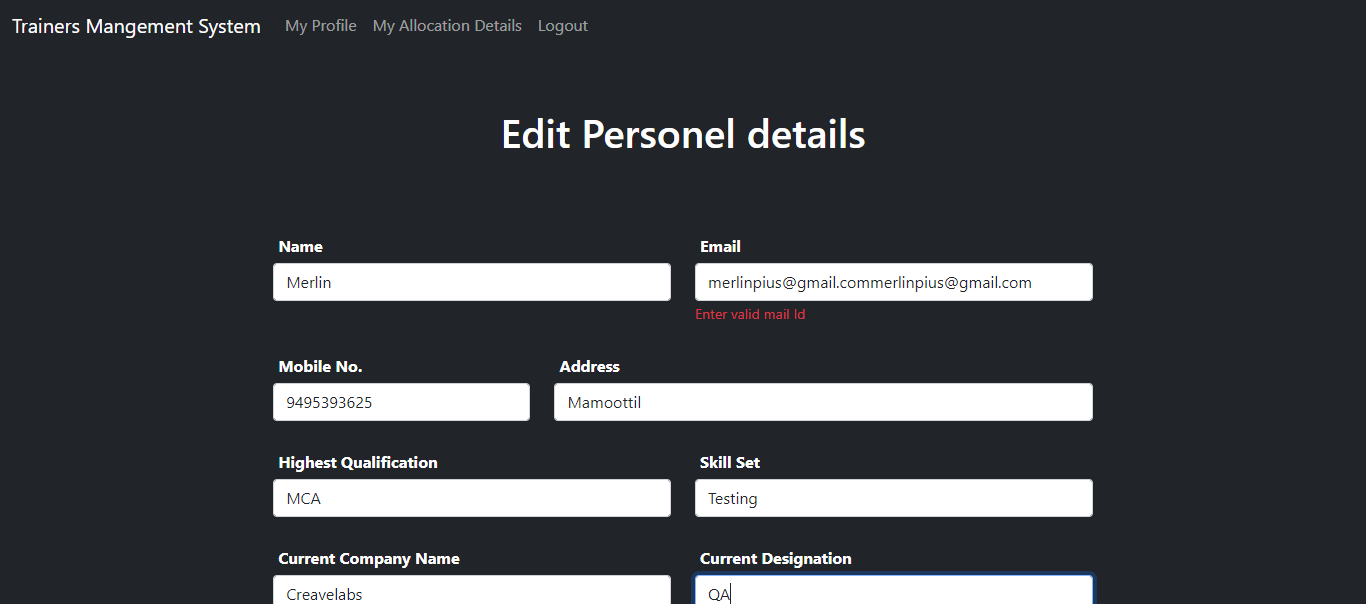 Trainers Mangement System My Profile My Allocation Details Logout
Edit Personel details
Name Email
Merlin merlinpius@gmail.commerlinpius@gmail.com
Enter valid mail Id
Mobile No. Address
9495393625 Mamoottil
Highest Qualification Skill Set
MCA Testing
Current Company Name Current Designation
Creavelabs QA